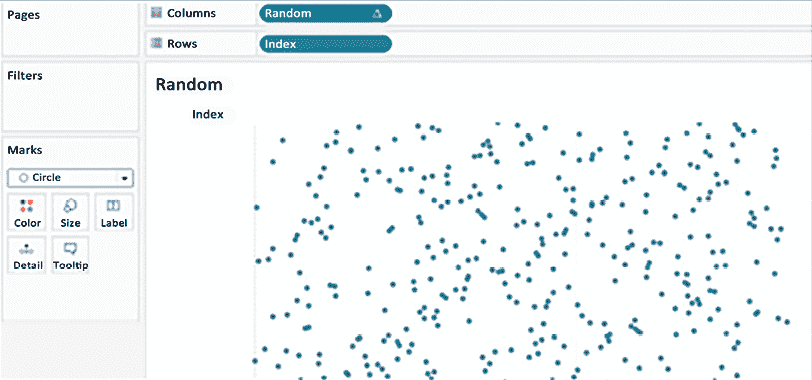 Pages
Columns
Random
Rows
Index
Filters
Random
Index
Marks
Circle
Color
Size
Label
Detail
Tooltip